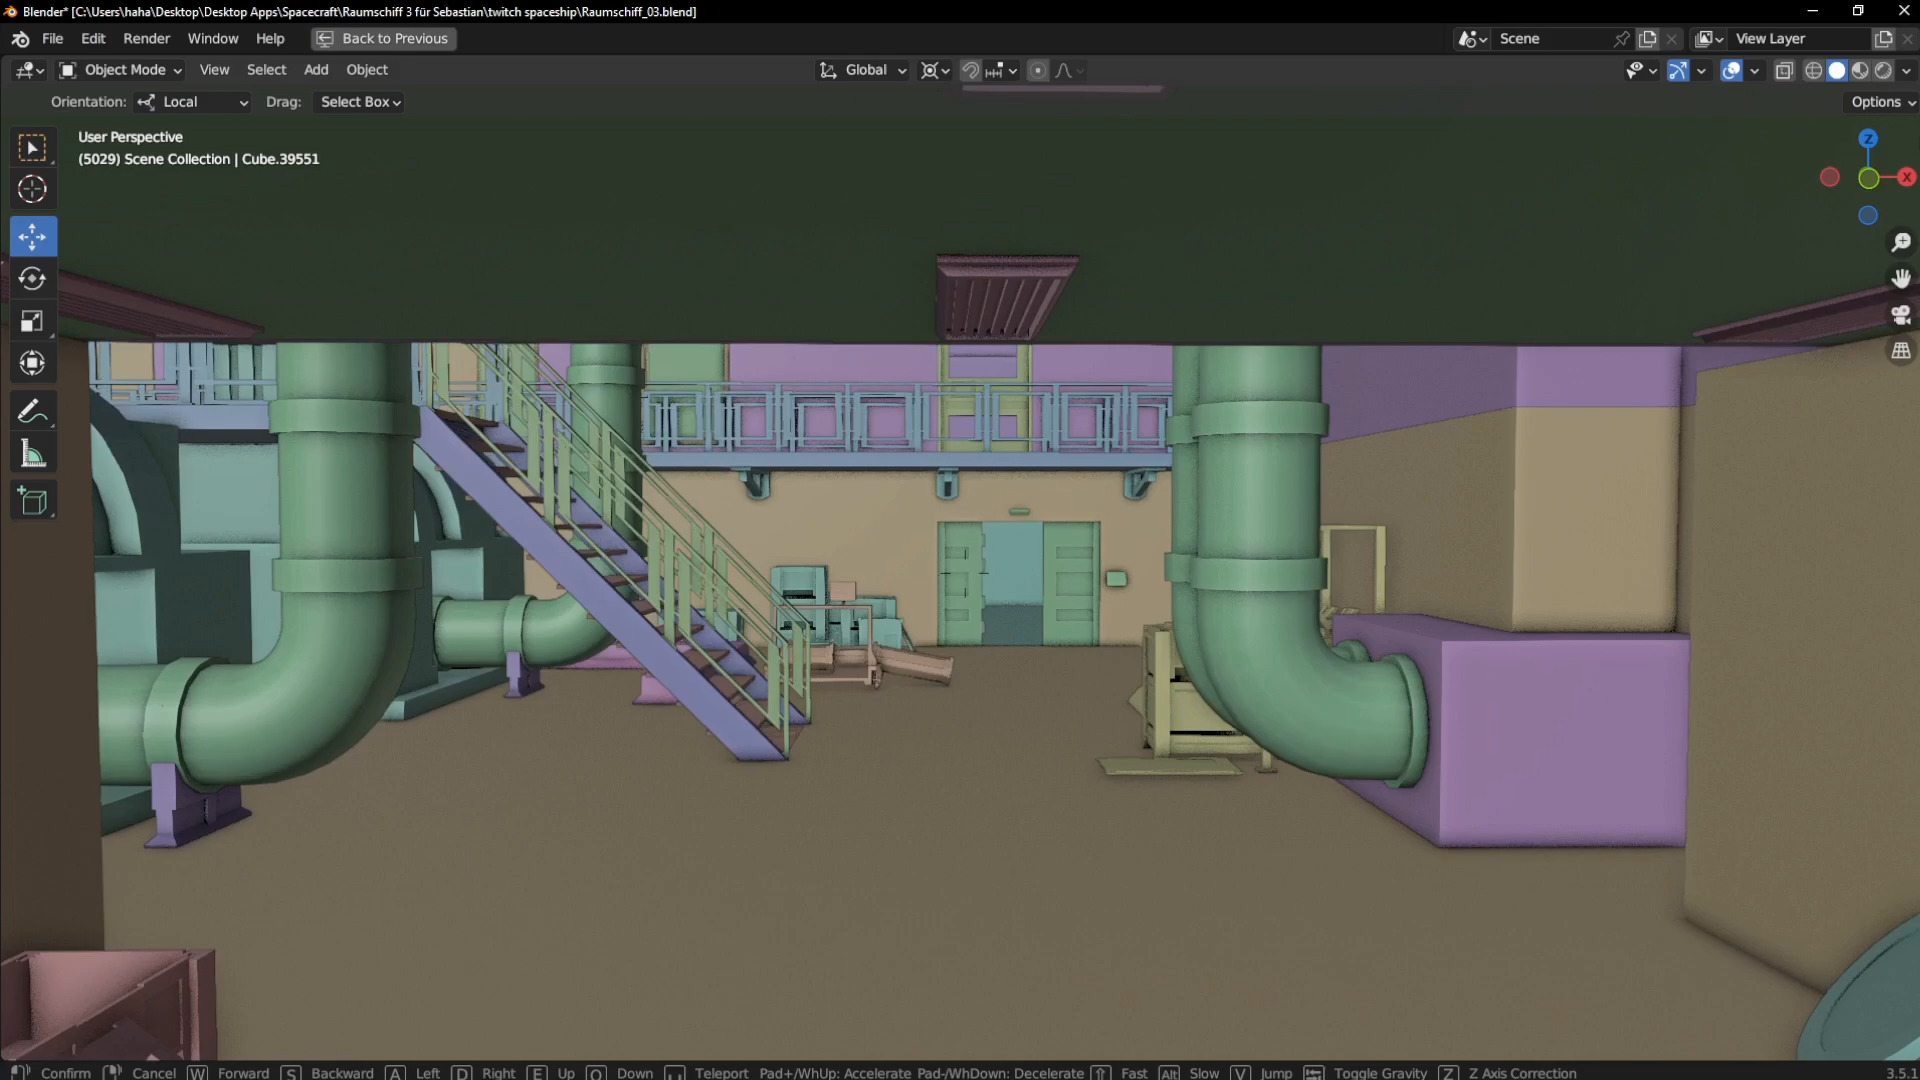 Blender* [C:\Users\haha\Desktop\Desktop Apps\Spacecraft\Raumschiff 3 für Sebastian\twitch spaceship\Raumschiff_03.blend]
File Edit Render Window Help Back to Previous Scene View Layer
Object Mode View Select Add Object Global
Orientation: Local Drag: Select Box Options
User Perspective
(5029) Scene Collection | Cube.39551
Z
X
Confirm Cancel W Forward S Backward A Left D Right E Up Q Down Teleport Pad+/WhUp: Accelerate Pad-/WhDown: Decelerate Fast Alt Slow V Jump Toggle Gravity Z Z Axis Correction 3.5.1